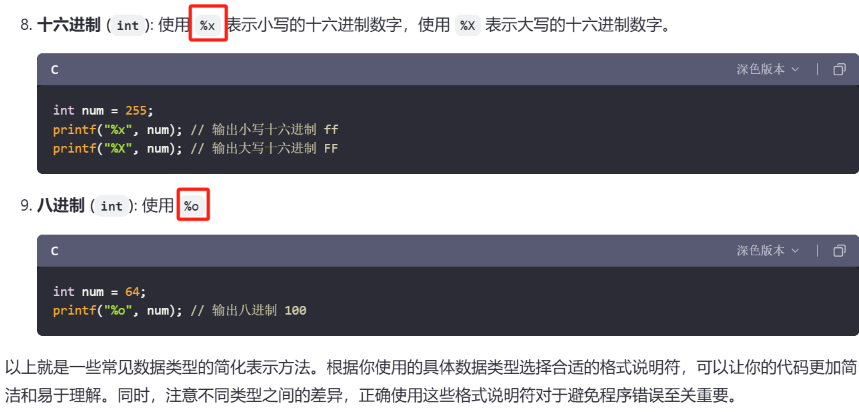 8. 十六进制 ( int ): 使用 %x 表示小写的十六进制数字，使用 %X 表示大写的十六进制数字。
C 深色版本
int num = 255;
printf("%x", num); // 输出小写十六进制 ff
printf("%X", num); // 输出大写十六进制 FF
9. 八进制 ( int ): 使用 %o
C 深色版本
int num = 64;
printf("%o", num); // 输出八进制 100
以上就是一些常见数据类型的简化表示方法。根据你使用的具体数据类型选择合适的格式说明符，可以让你的代码更加简
洁和易于理解。同时，注意不同类型之间的差异，正确使用这些格式说明符对于避免程序错误至关重要。